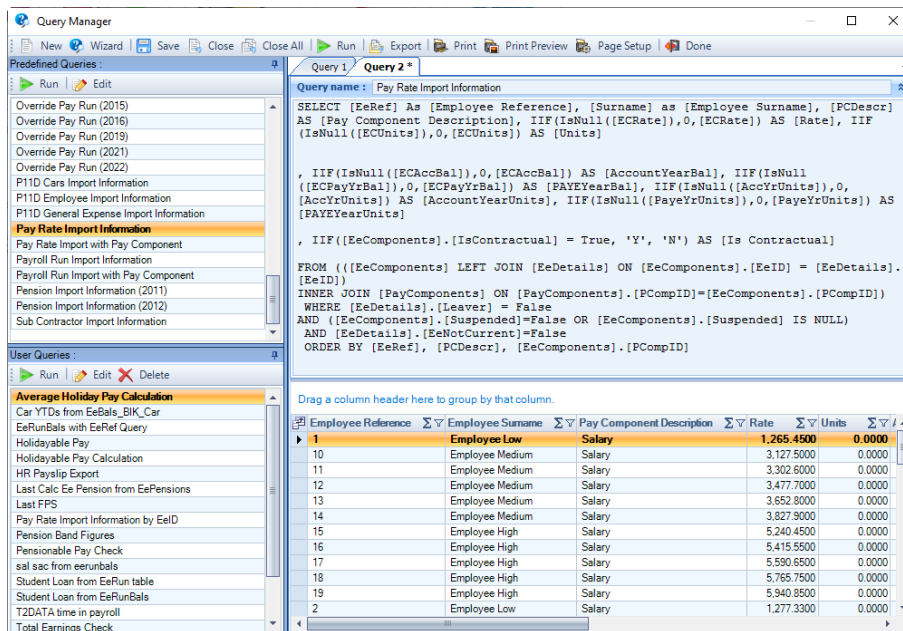 Query Manager
New Wizard Save Close Close All Run Export Print Print Preview Page Setup Done
Predefined Queries :
Run Edit
Override Pay Run (2015)
Override Pay Run (2016)
Override Pay Run (2019)
Override Pay Run (2021)
Override Pay Run (2022)
P11D Cars Import Information
P11D Employee Import Information
P11D General Expense Import Information
Pay Rate Import Information
Pay Rate Import with Pay Component
Payroll Run Import Information
Payroll Run Import with Pay Component
Pension Import Information (2011)
Pension Import Information (2012)
Sub Contractor Import Information
User Queries :
Run Edit Delete
Average Holiday Pay Calculation
Car YTDs from EeBals_BIK_Car
EeRunBals with EeRef Query
Holidayable Pay
Holidayable Pay Calculation
HR Payslip Export
Last Calc Ee Pension from EePensions
Last FPS
Pay Rate Import Information by EeID
Pension Band Figures
Pensionable Pay Check
sal sac from eerunbals
Student Loan from EeRun table
Student Loan from EeRunBals
T2DATA time in payroll
Total Earnings Check
Query 1 Query 2 *
Query name : Pay Rate Import Information
SELECT [EeRef] As [Employee Reference], [Surname] as [Employee Surname], [PCDescr]
AS [Pay Component Description], IIF(IsNull([ECRate]),0,[ECRate]) AS [Rate], IIF
(IsNull([ECUnits]),0,[ECUnits]) AS [Units]
, IIF(IsNull([ECAccBal]),0,[ECAccBal]) AS [AccountYearBal], IIF(IsNull
([ECPayYrBal]),0,[ECPayYrBal]) AS [PAYEYearBal], IIF(IsNull([AccYrUnits]),0,
[AccYrUnits]) AS [AccountYearUnits], IIF(IsNull([PayeYrUnits]),0,[PayeYrUnits]) AS
[PAYEYearUnits]
, IIF([EeComponents].[IsContractual] = True, 'Y', 'N') AS [Is Contractual]
FROM (([EeComponents] LEFT JOIN [EeDetails] ON [EeComponents].[EeID] = [EeDetails].
[EeID])
INNER JOIN [PayComponents] ON [PayComponents].[PCompID]=[EeComponents].[PCompID])
WHERE [EeDetails].[Leaver] = False
AND ([EeComponents].[Suspended]=False OR [EeComponents].[Suspended] IS NULL)
AND [EeDetails].[EeNotCurrent]=False
ORDER BY [EeRef], [PCDescr], [EeComponents].[PCompID]
Drag a column header here to group by that column.
Employee Reference Σ Employee Surname Σ Pay Component Description Σ Rate Σ Units Σ
1 Employee Low Salary 1,265.4500 0.0000
10 Employee Medium Salary 3,127.5000 0.0000
11 Employee Medium Salary 3,302.6000 0.0000
12 Employee Medium Salary 3,477.7000 0.0000
13 Employee Medium Salary 3,652.8000 0.0000
14 Employee Medium Salary 3,827.9000 0.0000
15 Employee High Salary 5,240.4500 0.0000
16 Employee High Salary 5,415.5500 0.0000
17 Employee High Salary 5,590.6500 0.0000
18 Employee High Salary 5,765.7500 0.0000
19 Employee High Salary 5,940.8500 0.0000
2 Employee Low Salary 1,277.3300 0.0000